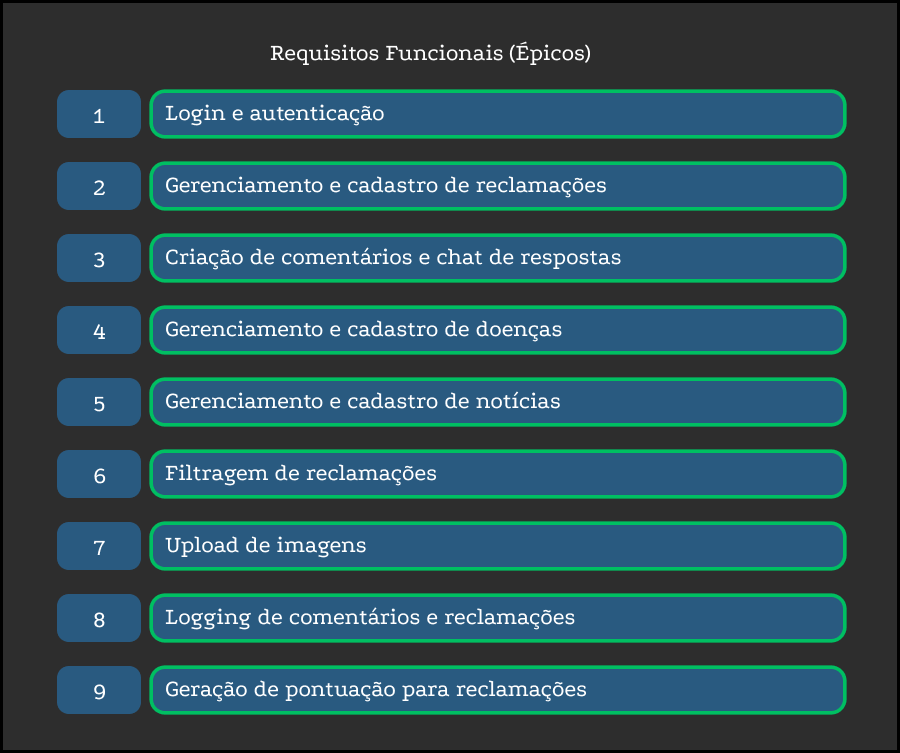 Requisitos Funcionais (Épicos)
1 Login e autenticação
2 Gerenciamento e cadastro de reclamações
3 Criação de comentários e chat de respostas
4 Gerenciamento e cadastro de doenças
5 Gerenciamento e cadastro de notícias
6 Filtragem de reclamações
7 Upload de imagens
8 Logging de comentários e reclamações
9 Geração de pontuação para reclamações